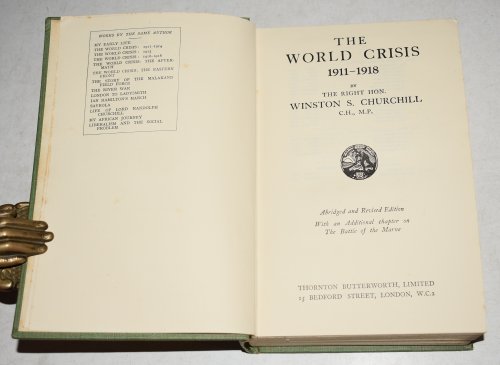 WORKS BY THE SAME AUTHOR
MY EARLY LIFE
THE WORLD CRISIS : 1911-1914
THE WORLD CRISIS : 1915
THE WORLD CRISIS : 1916-1918
THE WORLD CRISIS: THE AFTER-
MATH
THE WORLD CRISIS: THE EASTERN
FRONT
THE STORY OF THE MALAKAND
FIELD FORCE
THE RIVER WAR
LONDON TO LADYSMITH
IAN HAMILTON'S MARCH
SAVROLA
LIFE OF LORD RANDOLPH
CHURCHILL
MY AFRICAN JOURNEY
LIBERALISM AND THE SOCIAL
PROBLEM
THE
WORLD CRISIS
1911–1918
BY
THE RIGHT HON.
WINSTON S. CHURCHILL
C.H., M.P.
Abridged and Revised Edition
With an Additional chapter on
The Battle of the Marne
THORNTON BUTTERWORTH, LIMITED
15 BEDFORD STREET, LONDON, W.C.2